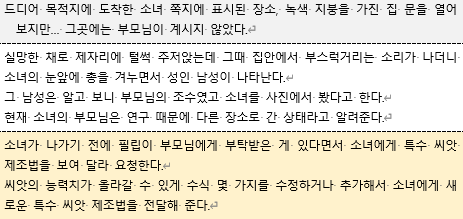 드디어 목적지에 도착한 소녀 쪽지에 표시된 장소, 녹색 지붕을 가진 집 문을 열어
보지만... 그곳에는 부모님이 계시지 않았다.
실망한 채로 제자리에 털썩 주저앉는데. 그때 집안에서 부스럭거리는 소리가 나더니
소녀의 눈앞에 총을 겨누면서 성인 남성이 나타난다.
그 남성은 알고 보니 부모님의 조수였고 소녀를 사진에서 봤다고 한다.
현재 소녀의 부모님은 연구 때문에 다른 장소로 간 상태라고 알려준다.
소녀가 나가기 전에 필립이 부모님에게 부탁받은 게 있다면서 소녀에게 특수 씨앗
제조법을 보여 달라 요청한다.
씨앗의 능력치가 올라갈 수 있게 수식 몇 가지를 수정하거나 추가해서 소녀에게 새
로운 특수 씨앗 제조법을 전달해 준다.